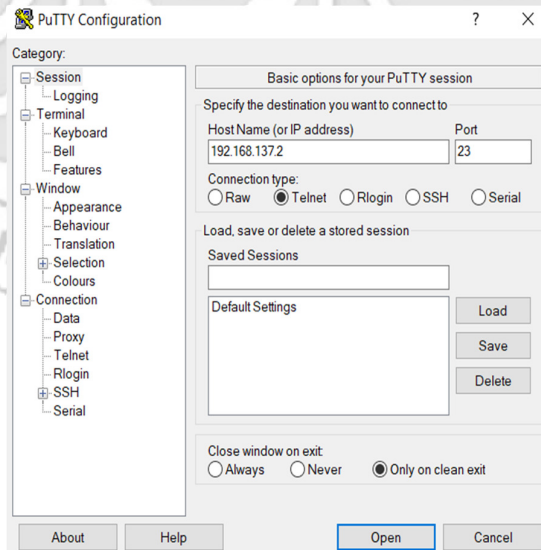 PuTTY Configuration ? X
Category:
Session
Logging
Terminal
Keyboard
Bell
Features
Window
Appearance
Behaviour
Translation
Selection
Colours
Connection
Data
Proxy
Telnet
Rlogin
SSH
Serial
Basic options for your PuTTY session
Specify the destination you want to connect to
Host Name (or IP address) Port
192.168.137.2 23
Connection type:
Raw Telnet Rlogin SSH Serial
Load, save or delete a stored session
Saved Sessions
Default Settings
Load
Save
Delete
Close window on exit:
Always Never Only on clean exit
About Help Open Cancel